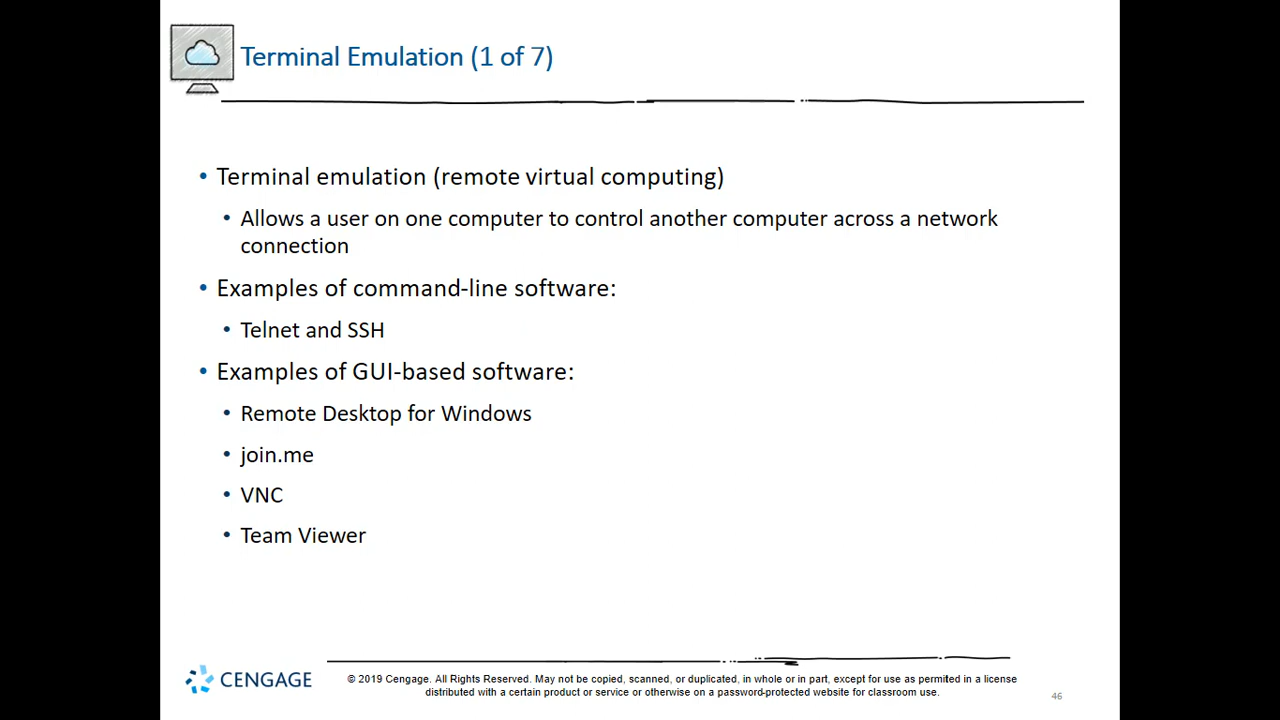 Terminal Emulation (1 of 7)
• Terminal emulation (remote virtual computing)
• Allows a user on one computer to control another computer across a network
connection
• Examples of command-line software:
• Telnet and SSH
• Examples of GUI-based software:
• Remote Desktop for Windows
• join.me
• VNC
• Team Viewer
CENGAGE
© 2019 Cengage. All Rights Reserved. May not be copied, scanned, or duplicated, in whole or in part, except for use as permitted in a license
distributed with a certain product or service or otherwise on a password-protected website for classroom use.
46